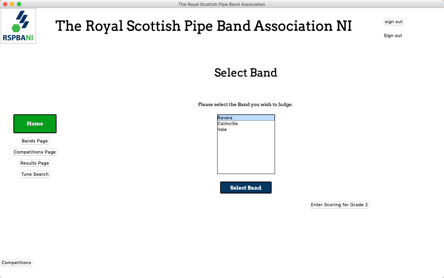 The Royal Scottish Pipe Band Association
RSPBANI
The Royal Scottish Pipe Band Association NI
sign out
Sign out
Select Band
Please select the Band you wish to Judge.
Home
Ravara
Colmcille
Vale
Bands Page
Competitions Page
Results Page
Tune Search
Select Band
Enter Scoring for Grade 2
Competitions